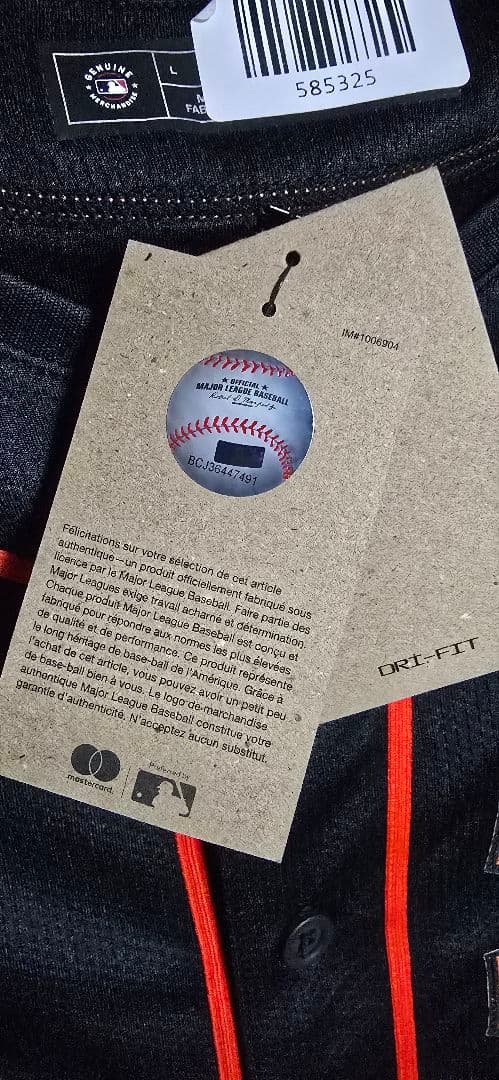 585325
GENUINE
MERCHANDISE
L
FAB
IM#1006904
OFFICIAL
MAJOR LEAGUE BASEBALL
BCJ36447491
Félicitations sur votre sélection de cet article
authentique—un produit officiellement fabriqué sous
licence par le Major League Baseball. Faire partie des
Major Leagues exige travail acharné et détermination.
Chaque produit Major League Baseball est conçu et
fabriqué pour répondre aux normes les plus élevées
de qualité et de performance. Ce produit représente
le long héritage de base-ball de l'Amérique. Grâce à
l'achat de cet article, vous pouvez avoir un petit peu
de base-ball bien à vous. Le logo de marchandise
authontique Major League Baseball constitue votre
garantie d'authenticité. N'acceptez aucun substitut.
DRI-FIT
mastercard.
Preferred by